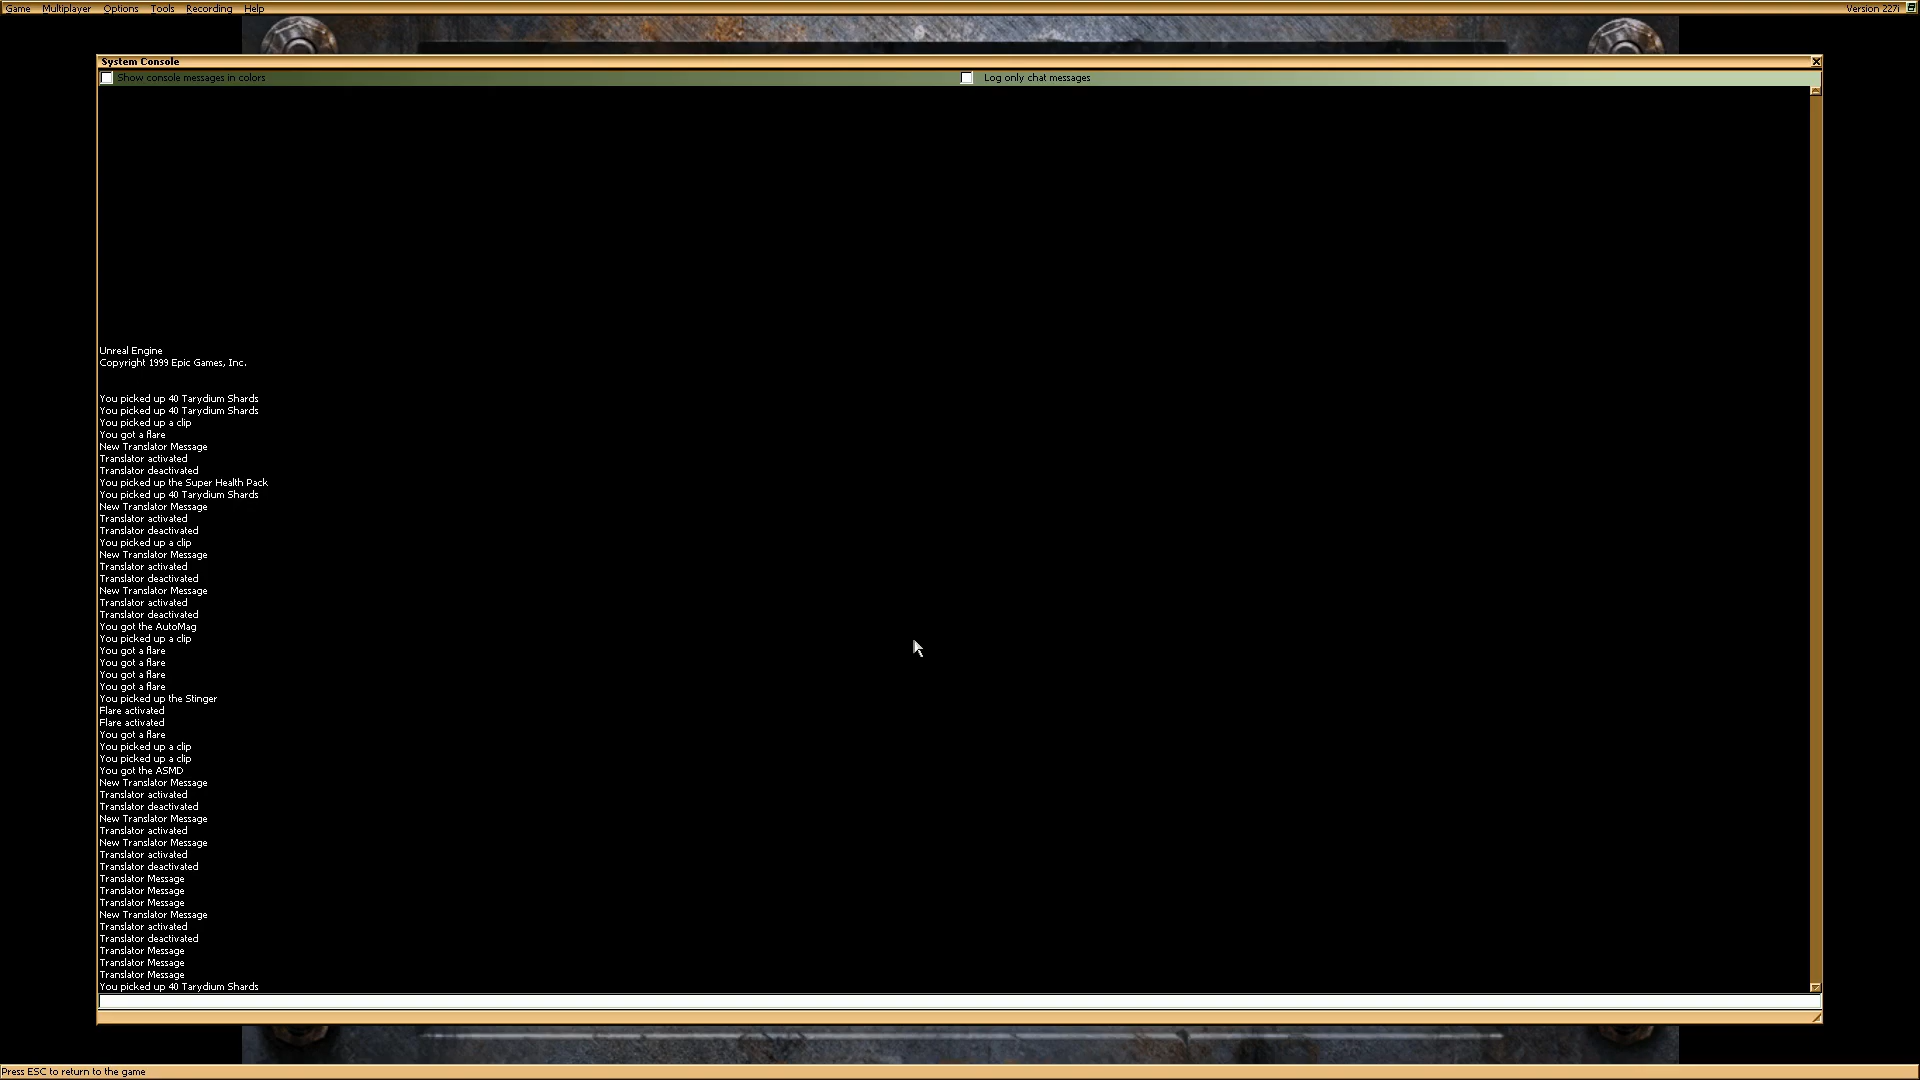 Game Multiplayer Options Tools Recording Help Version 227i
System Console
Show console messages in colors Log only chat messages
Unreal Engine
Copyright 1999 Epic Games, Inc.
You picked up 40 Tarydium Shards
You picked up 40 Tarydium Shards
You picked up a clip
You got a flare
New Translator Message
Translator activated
Translator deactivated
You picked up the Super Health Pack
You picked up 40 Tarydium Shards
New Translator Message
Translator activated
Translator deactivated
You picked up a clip
New Translator Message
Translator activated
Translator deactivated
New Translator Message
Translator activated
Translator deactivated
You got the AutoMag
You picked up a clip
You got a flare
You got a flare
You got a flare
You got a flare
You picked up the Stinger
Flare activated
Flare activated
You got a flare
You picked up a clip
You picked up a clip
You got the ASMD
New Translator Message
Translator activated
Translator deactivated
New Translator Message
Translator activated
New Translator Message
Translator activated
Translator deactivated
Translator Message
Translator Message
Translator Message
New Translator Message
Translator activated
Translator deactivated
Translator Message
Translator Message
Translator Message
You picked up 40 Tarydium Shards
Press ESC to return to the game